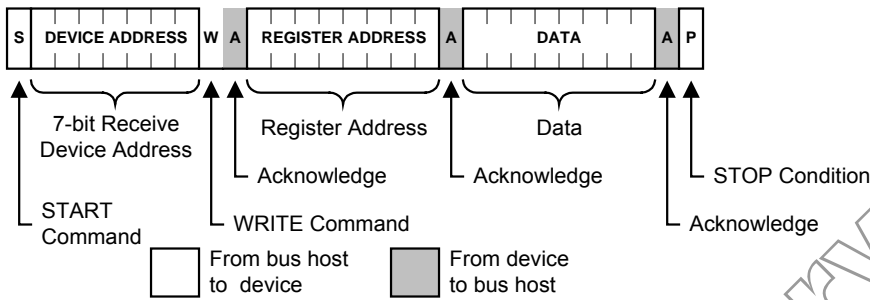 S DEVICE ADDRESS W A REGISTER ADDRESS A DATA A P
7-bit Receive
Device Address
Register Address
Data
Acknowledge
Acknowledge
STOP Condition
START
Command
WRITE Command
Acknowledge
From bus host
to device
From device
to bus host